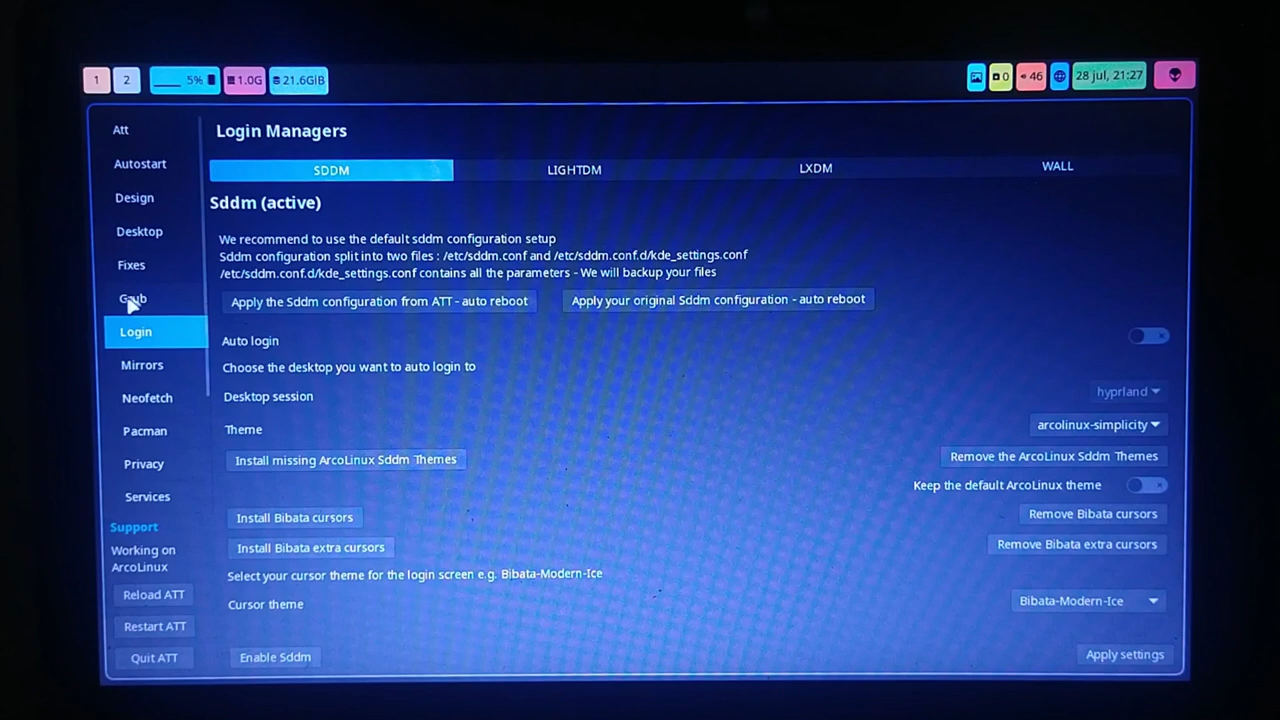 1 2 5% 1.0G 21.6GiB 0 46 28 jul, 21:27
Att
Autostart
Design
Desktop
Fixes
Grub
Login
Mirrors
Neofetch
Pacman
Privacy
Services
Support
Working on
ArcoLinux
Reload ATT
Restart ATT
Quit ATT
Login Managers
SDDM LIGHTDM LXDM WALL
Sddm (active)
We recommend to use the default sddm configuration setup
Sddm configuration split into two files : /etc/sddm.conf and /etc/sddm.conf.d/kde_settings.conf
/etc/sddm.conf.d/kde_settings.conf contains all the parameters - We will backup your files
Apply the Sddm configuration from ATT - auto reboot Apply your original Sddm configuration - auto reboot
Auto login
Choose the desktop you want to auto login to
Desktop session hyprland
Theme arcolinux-simplicity
Install missing ArcoLinux Sddm Themes Remove the ArcoLinux Sddm Themes
Keep the default ArcoLinux theme
Install Bibata cursors Remove Bibata cursors
Install Bibata extra cursors Remove Bibata extra cursors
Select your cursor theme for the login screen e.g. Bibata-Modern-Ice
Cursor theme Bibata-Modern-Ice
Enable Sddm Apply settings